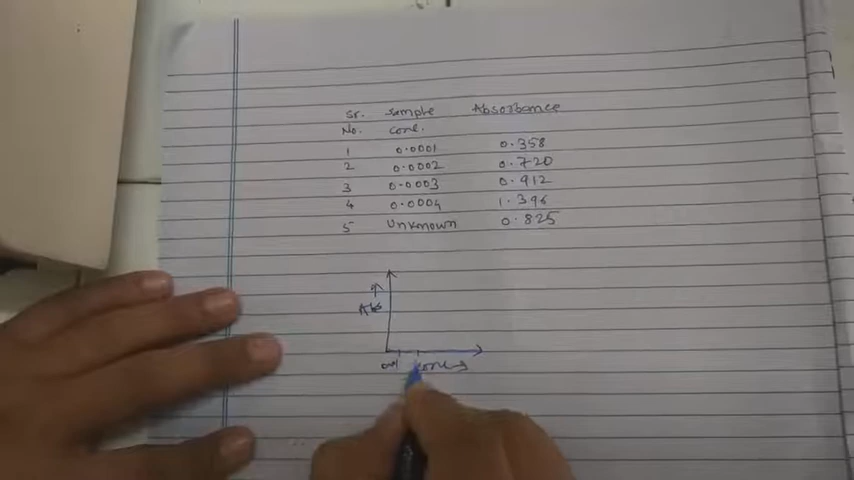 Sr. Sample Absorbance
No. conc.
1 0.0001 0.358
2 0.0002 0.720
3 0.0003 0.912
4 0.0004 1.396
5 Unknown 0.825
Abs
conc